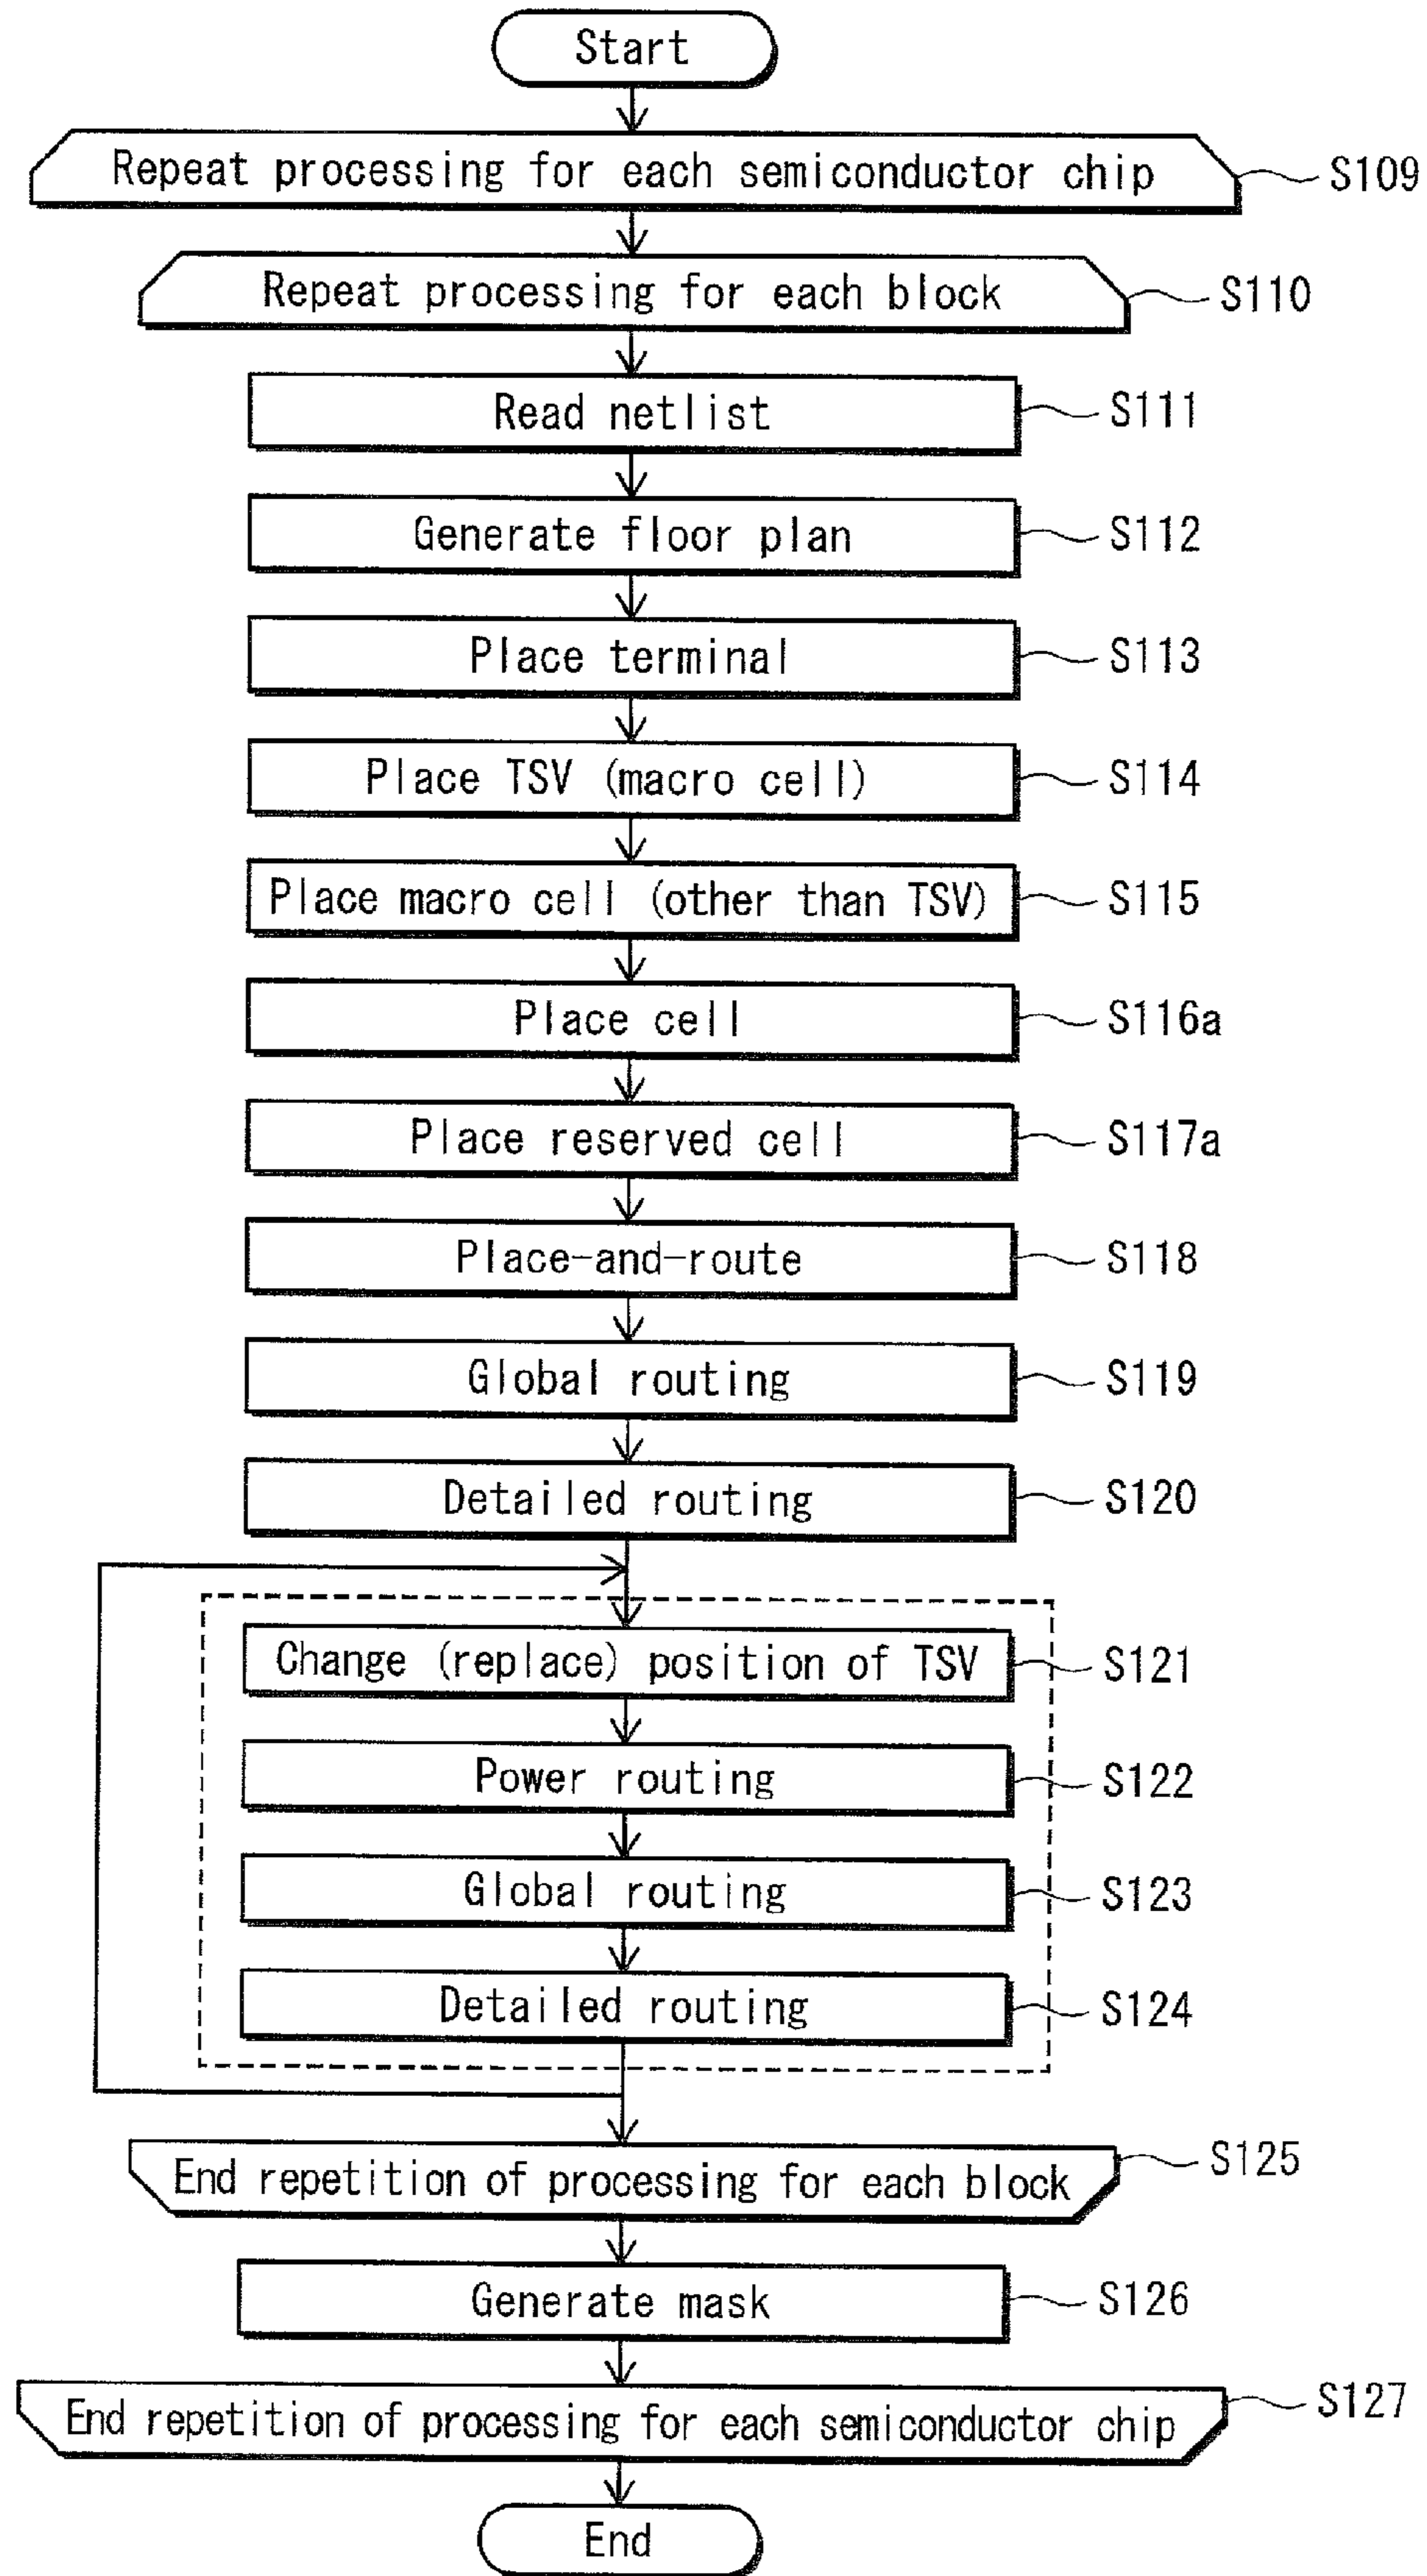 Start
Repeat processing for each semiconductor chip S109
Repeat processing for each block S110
Read netlist S111
Generate floor plan S112
Place terminal S113
Place TSV (macro cell) S114
Place macro cell (other than TSV) S115
Place cell S116a
Place reserved cell S117a
Place-and-route S118
Global routing S119
Detailed routing S120
Change (replace) position of TSV S121
Power routing S122
Global routing S123
Detailed routing S124
End repetition of processing for each block S125
Generate mask S126
End repetition of processing for each semiconductor chip S127
End